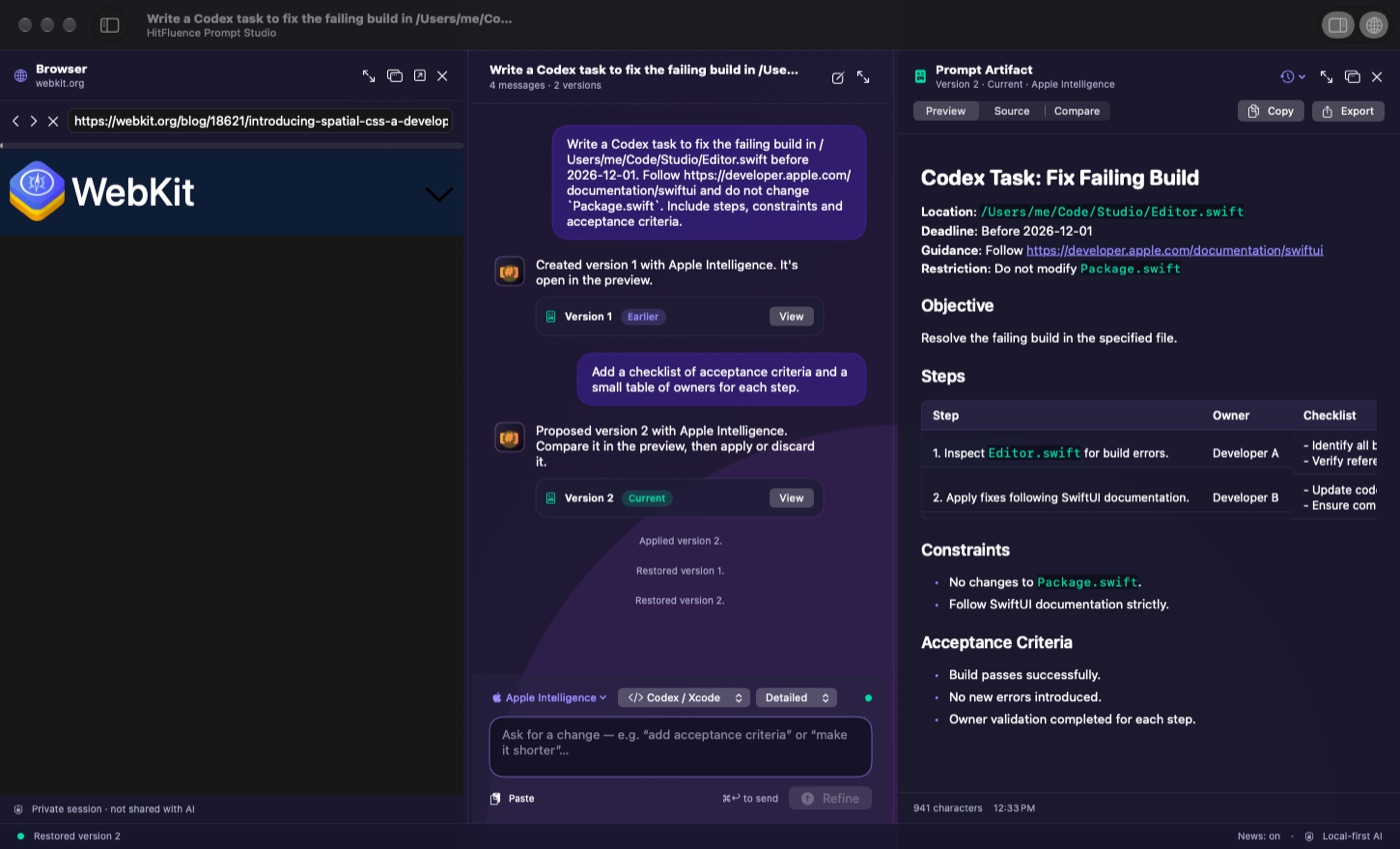 Write a Codex task to fix the failing build in /Users/me/Co...
HitFluence Prompt Studio
Browser
webkit.org
https://webkit.org/blog/18621/introducing-spatial-css-a-develop
WebKit
Private session · not shared with AI
Write a Codex task to fix the failing build in /Use...
4 messages · 2 versions
Write a Codex task to fix the failing build in /
Users/me/Code/Studio/Editor.swift before
2026-12-01. Follow https://developer.apple.com/
documentation/swiftui and do not change
`Package.swift`. Include steps, constraints and
acceptance criteria.
Created version 1 with Apple Intelligence. It's
open in the preview.
Version 1 Earlier View
Add a checklist of acceptance criteria and a
small table of owners for each step.
Proposed version 2 with Apple Intelligence.
Compare it in the preview, then apply or discard
it.
Version 2 Current View
Applied version 2.
Restored version 1.
Restored version 2.
Apple Intelligence </> Codex / Xcode Detailed
Ask for a change — e.g. “add acceptance criteria” or “make
it shorter”...
Paste ⌘↩ to send Refine
Prompt Artifact
Version 2 · Current · Apple Intelligence
Preview Source Compare Copy Export
Codex Task: Fix Failing Build
Location: /Users/me/Code/Studio/Editor.swift
Deadline: Before 2026-12-01
Guidance: Follow https://developer.apple.com/documentation/swiftui
Restriction: Do not modify Package.swift
Objective
Resolve the failing build in the specified file.
Steps
Step Owner Checklist
1. Inspect Editor.swift for build errors. Developer A - Identify all b
- Verify refere
2. Apply fixes following SwiftUI documentation. Developer B - Update cod
- Ensure com
Constraints
• No changes to Package.swift.
• Follow SwiftUI documentation strictly.
Acceptance Criteria
• Build passes successfully.
• No new errors introduced.
• Owner validation completed for each step.
941 characters 12:33 PM
Restored version 2
News: on · Local-first AI